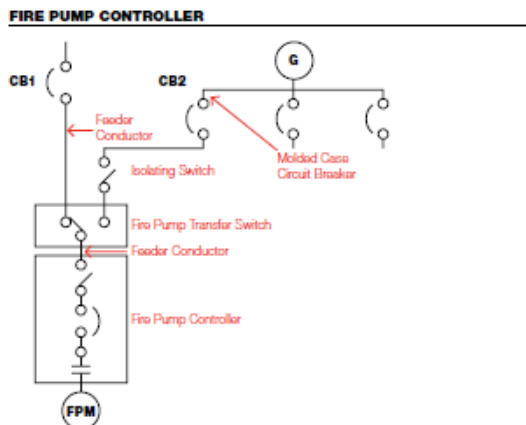 FIRE PUMP CONTROLLER
CB1
CB2
G
Feeder
Conductor
Molded Case
Circuit Breaker
Isolating Switch
Fire Pump Transfer Switch
Feeder Conductor
Fire Pump Controller
FPM